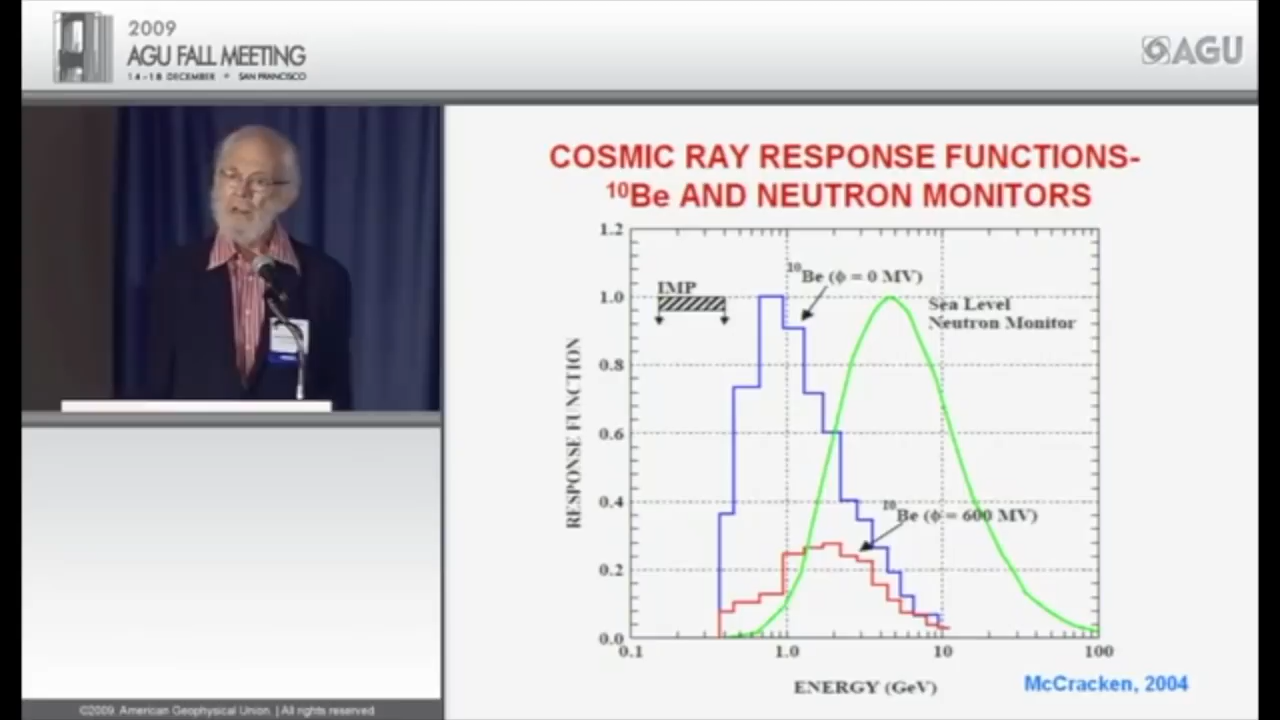 2009
AGU FALL MEETING
14-18 DECEMBER • SAN FRANCISCO
AGU
COSMIC RAY RESPONSE FUNCTIONS-
10Be AND NEUTRON MONITORS
1.2
1.0
0.8
0.6
0.4
0.2
0.0
RESPONSE FUNCTION
IMP
10Be (ϕ = 0 MV)
Sea Level
Neutron Monitor
10Be (ϕ = 600 MV)
0.1
1.0
10
100
ENERGY (GeV)
McCracken, 2004
©2009. American Geophysical Union. | All rights reserved.